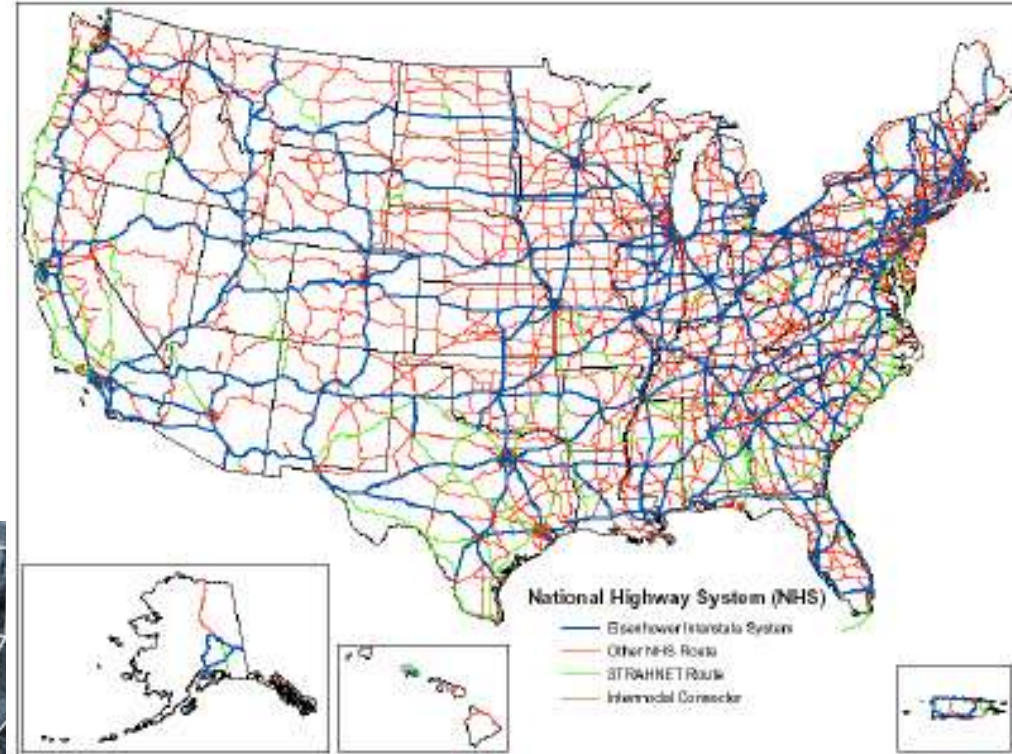 National Highway System (NHS)
Eisenhower Interstate System
Other NHS Route
STRAHNET Route
Intermodal Connector